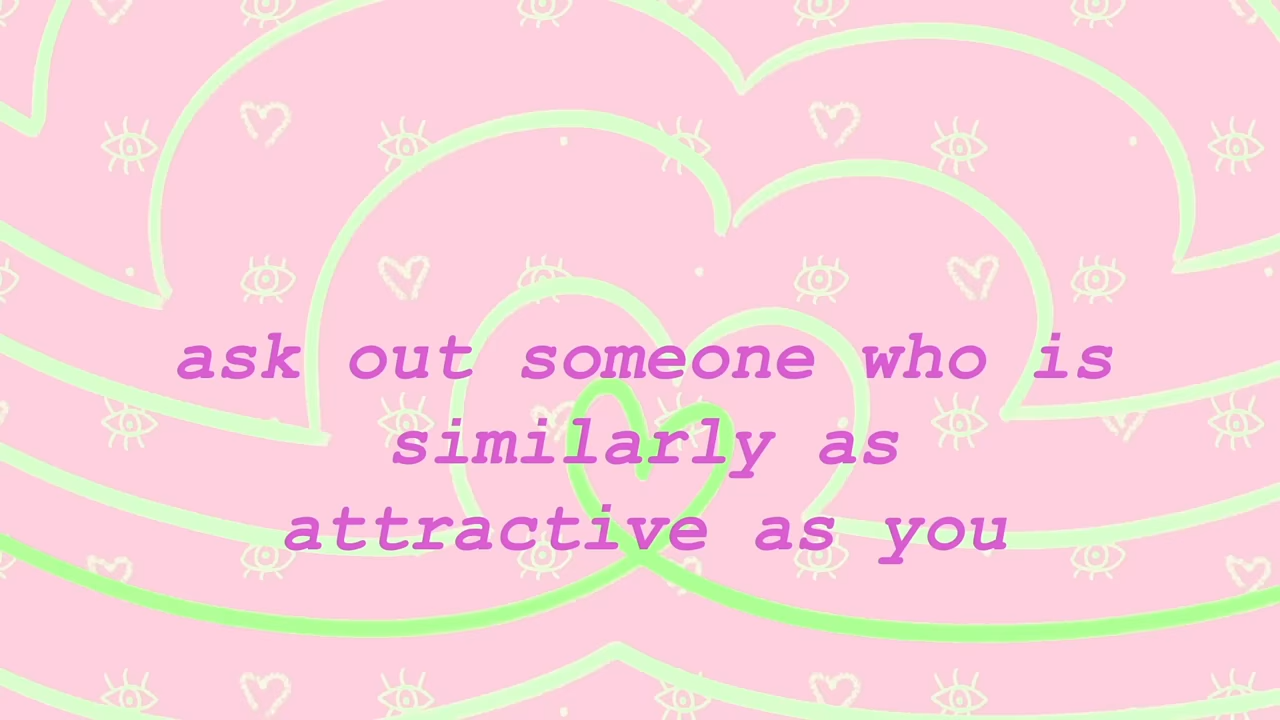 ask out someone who is
similarly as
attractive as you